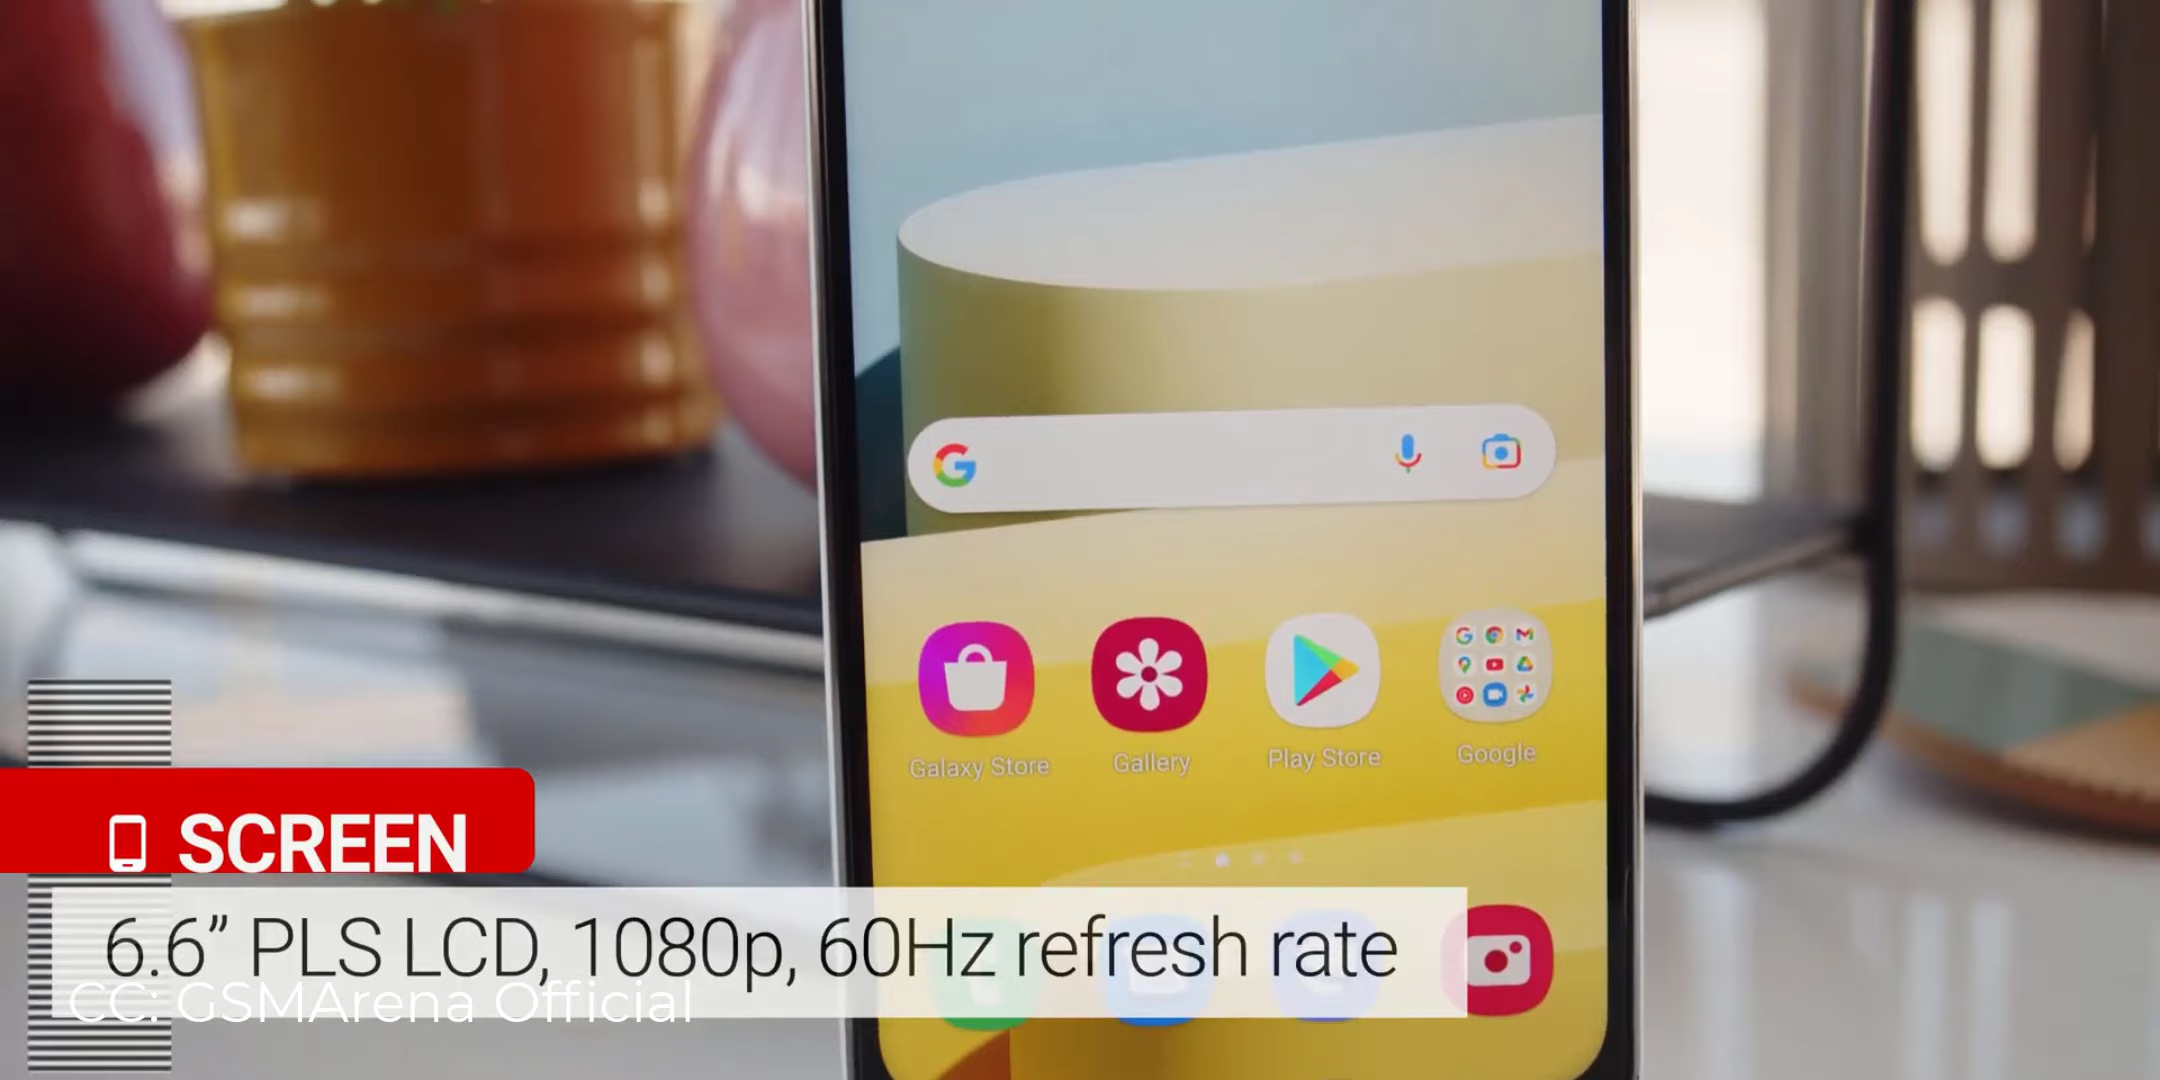 Galaxy Store
Gallery
Play Store
Google
SCREEN
6.6” PLS LCD, 1080p, 60Hz refresh rate
CC: GSMArena Official